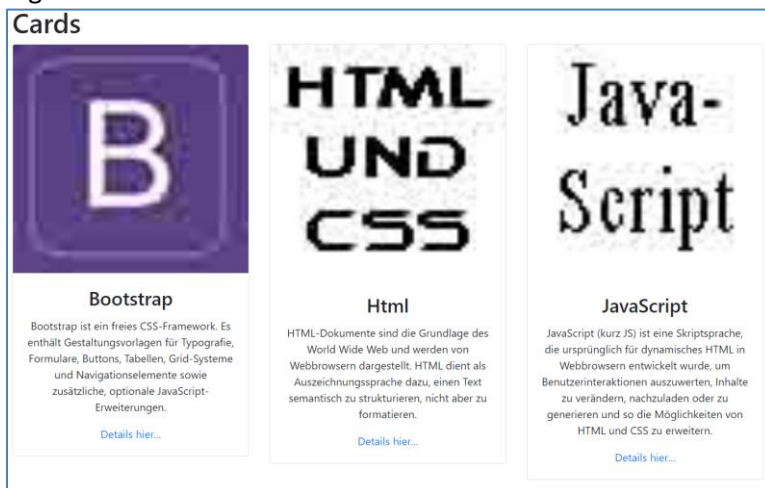 Cards
B
Bootstrap
Bootstrap ist ein freies CSS-Framework. Es
enthält Gestaltungsvorlagen für Typografie,
Formulare, Buttons, Tabellen, Grid-Systeme
und Navigationselemente sowie
zusätzliche, optionale JavaScript-
Erweiterungen.
Details hier...
HTML
UND
CSS
Html
HTML-Dokumente sind die Grundlage des
World Wide Web und werden von
Webbrowsern dargestellt. HTML dient als
Auszeichnungssprache dazu, einen Text
semantisch zu strukturieren, nicht aber zu
formatieren.
Details hier...
Java-
Script
JavaScript
JavaScript (kurz JS) ist eine Skriptsprache,
die ursprünglich für dynamisches HTML in
Webbrowsern entwickelt wurde, um
Benutzerinteraktionen auszuwerten, Inhalte
zu verändern, nachzuladen oder zu
generieren und so die Möglichkeiten von
HTML und CSS zu erweitern.
Details hier...